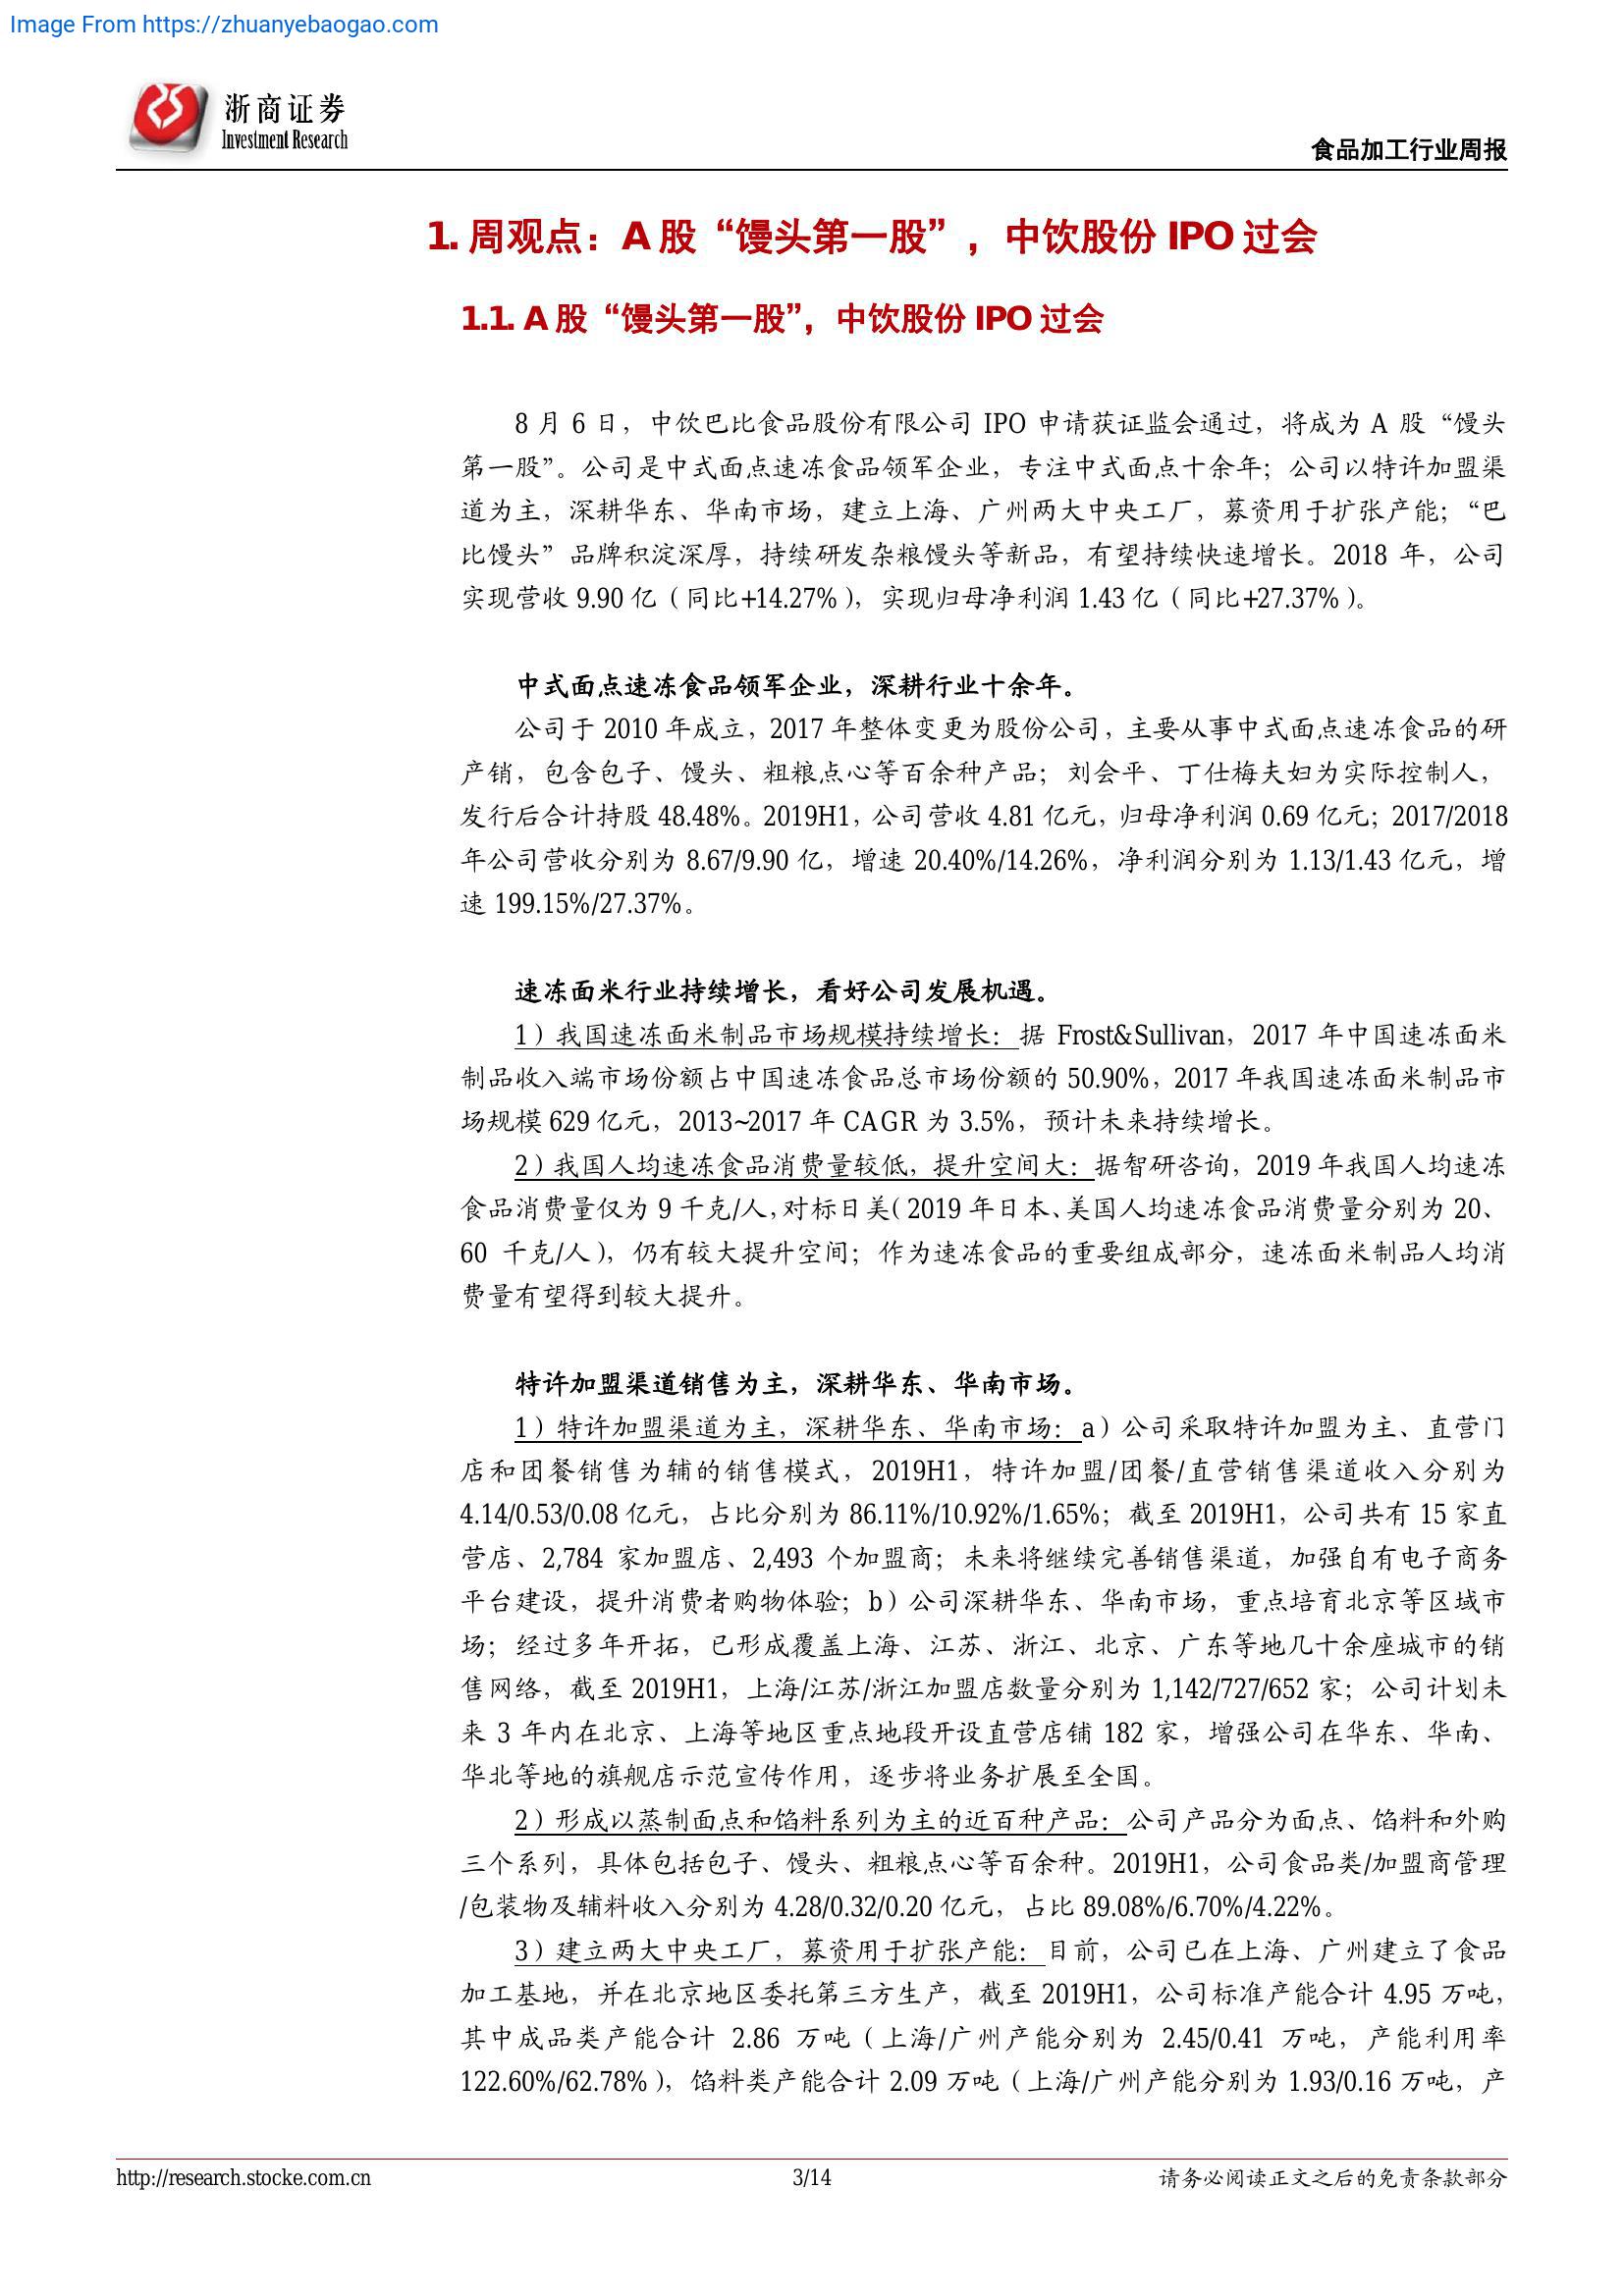 Image From https://zhuanyebaogao.com
浙商证券
Investment Research
食品加工行业周报
1. 周观点：A 股“馒头第一股”，中饮股份 IPO 过会
1.1. A 股“馒头第一股”，中饮股份 IPO 过会
8 月 6 日，中饮巴比食品股份有限公司 IPO 申请获证监会通过，将成为 A 股“馒头
第一股”。公司是中式面点速冻食品领军企业，专注中式面点十余年；公司以特许加盟渠
道为主，深耕华东、华南市场，建立上海、广州两大中央工厂，募资用于扩张产能；“巴
比馒头”品牌积淀深厚，持续研发杂粮馒头等新品，有望持续快速增长。2018 年，公司
实现营收 9.90 亿（同比+14.27%），实现归母净利润 1.43 亿（同比+27.37%）。
中式面点速冻食品领军企业，深耕行业十余年。
公司于 2010 年成立，2017 年整体变更为股份公司，主要从事中式面点速冻食品的研
产销，包含包子、馒头、粗粮点心等百余种产品；刘会平、丁仕梅夫妇为实际控制人，
发行后合计持股 48.48%。2019H1，公司营收 4.81 亿元，归母净利润 0.69 亿元；2017/2018
年公司营收分别为 8.67/9.90 亿，增速 20.40%/14.26%，净利润分别为 1.13/1.43 亿元，增
速 199.15%/27.37%。
速冻面米行业持续增长，看好公司发展机遇。
1）我国速冻面米制品市场规模持续增长：据 Frost&Sullivan，2017 年中国速冻面米
制品收入端市场份额占中国速冻食品总市场份额的 50.90%，2017 年我国速冻面米制品市
场规模 629 亿元，2013~2017 年 CAGR 为 3.5%，预计未来持续增长。
2）我国人均速冻食品消费量较低，提升空间大：据智研咨询，2019 年我国人均速冻
食品消费量仅为 9 千克/人，对标日美（2019 年日本、美国人均速冻食品消费量分别为 20、
60 千克/人），仍有较大提升空间；作为速冻食品的重要组成部分，速冻面米制品人均消
费量有望得到较大提升。
特许加盟渠道销售为主，深耕华东、华南市场。
1）特许加盟渠道为主，深耕华东、华南市场：a）公司采取特许加盟为主、直营门
店和团餐销售为辅的销售模式，2019H1，特许加盟/团餐/直营销售渠道收入分别为
4.14/0.53/0.08 亿元，占比分别为 86.11%/10.92%/1.65%；截至 2019H1，公司共有 15 家直
营店、2,784 家加盟店、2,493 个加盟商；未来将继续完善销售渠道，加强自有电子商务
平台建设，提升消费者购物体验；b）公司深耕华东、华南市场，重点培育北京等区域市
场；经过多年开拓，已形成覆盖上海、江苏、浙江、北京、广东等地几十余座城市的销
售网络，截至 2019H1，上海/江苏/浙江加盟店数量分别为 1,142/727/652 家；公司计划未
来 3 年内在北京、上海等地区重点地段开设直营店铺 182 家，增强公司在华东、华南、
华北等地的旗舰店示范宣传作用，逐步将业务扩展至全国。
2）形成以蒸制面点和馅料系列为主的近百种产品：公司产品分为面点、馅料和外购
三个系列，具体包括包子、馒头、粗粮点心等百余种。2019H1，公司食品类/加盟商管理
/包装物及辅料收入分别为 4.28/0.32/0.20 亿元，占比 89.08%/6.70%/4.22%。
3）建立两大中央工厂，募资用于扩张产能：目前，公司已在上海、广州建立了食品
加工基地，并在北京地区委托第三方生产，截至 2019H1，公司标准产能合计 4.95 万吨，
其中成品类产能合计 2.86 万吨（上海/广州产能分别为 2.45/0.41 万吨，产能利用率
122.60%/62.78%），馅料类产能合计 2.09 万吨（上海/广州产能分别为 1.93/0.16 万吨，产
http://research.stocke.com.cn
3/14
请务必阅读正文之后的免责条款部分